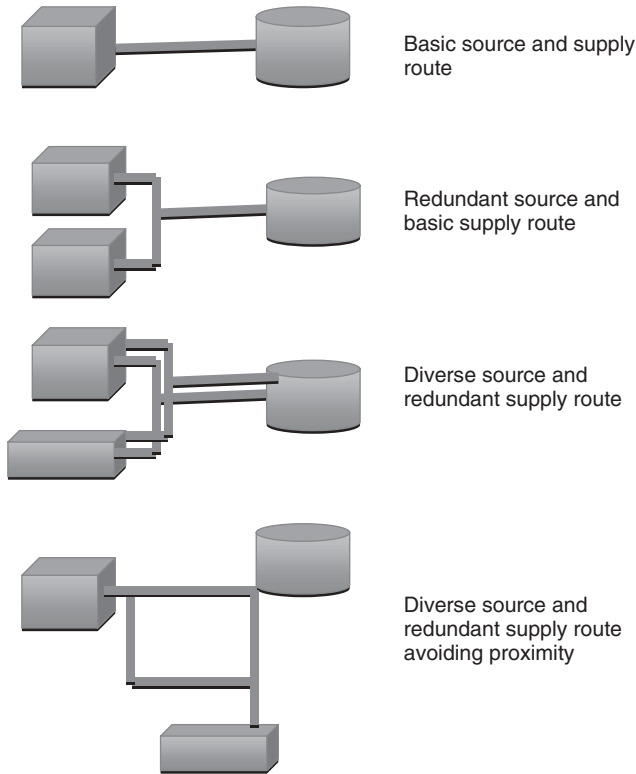 Basic source and supply
route
Redundant source and
basic supply route
Diverse source and
redundant supply route
Diverse source and
redundant supply route
avoiding proximity